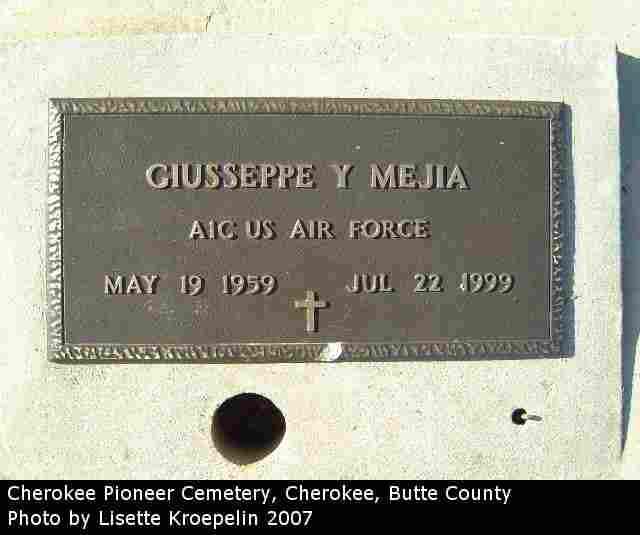 GIUSSEPPE Y MEJIA
A1C US AIR FORCE
MAY 19 1959 JUL 22 1999
Cherokee Pioneer Cemetery, Cherokee, Butte County
Photo by Lisette Kroepelin 2007